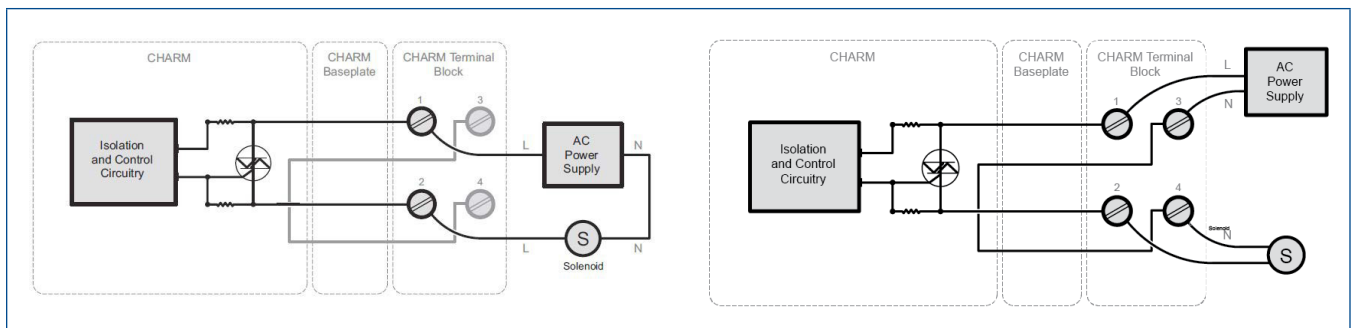 CHARM
CHARM
Baseplate
CHARM Terminal
Block
1
3
Isolation
and Control
Circuitry
L
AC
Power
Supply
N
2
4
L
S
N
Solenoid
CHARM
CHARM
Baseplate
CHARM Terminal
Block
L
N
AC
Power
Supply
1
3
Isolation
and Control
Circuitry
2
4
Solenoid
N
S